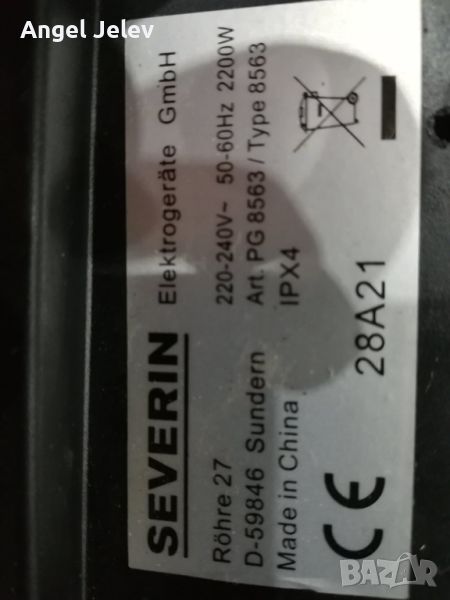 Angel Jelev
SEVERIN Elektrogeräte GmbH
Röhre 27 220-240V~ 50-60Hz 2200W
D-59846 Sundern Art. PG 8563 / Type 8563
Made in China IPX4
CE 28A21
BAZAR